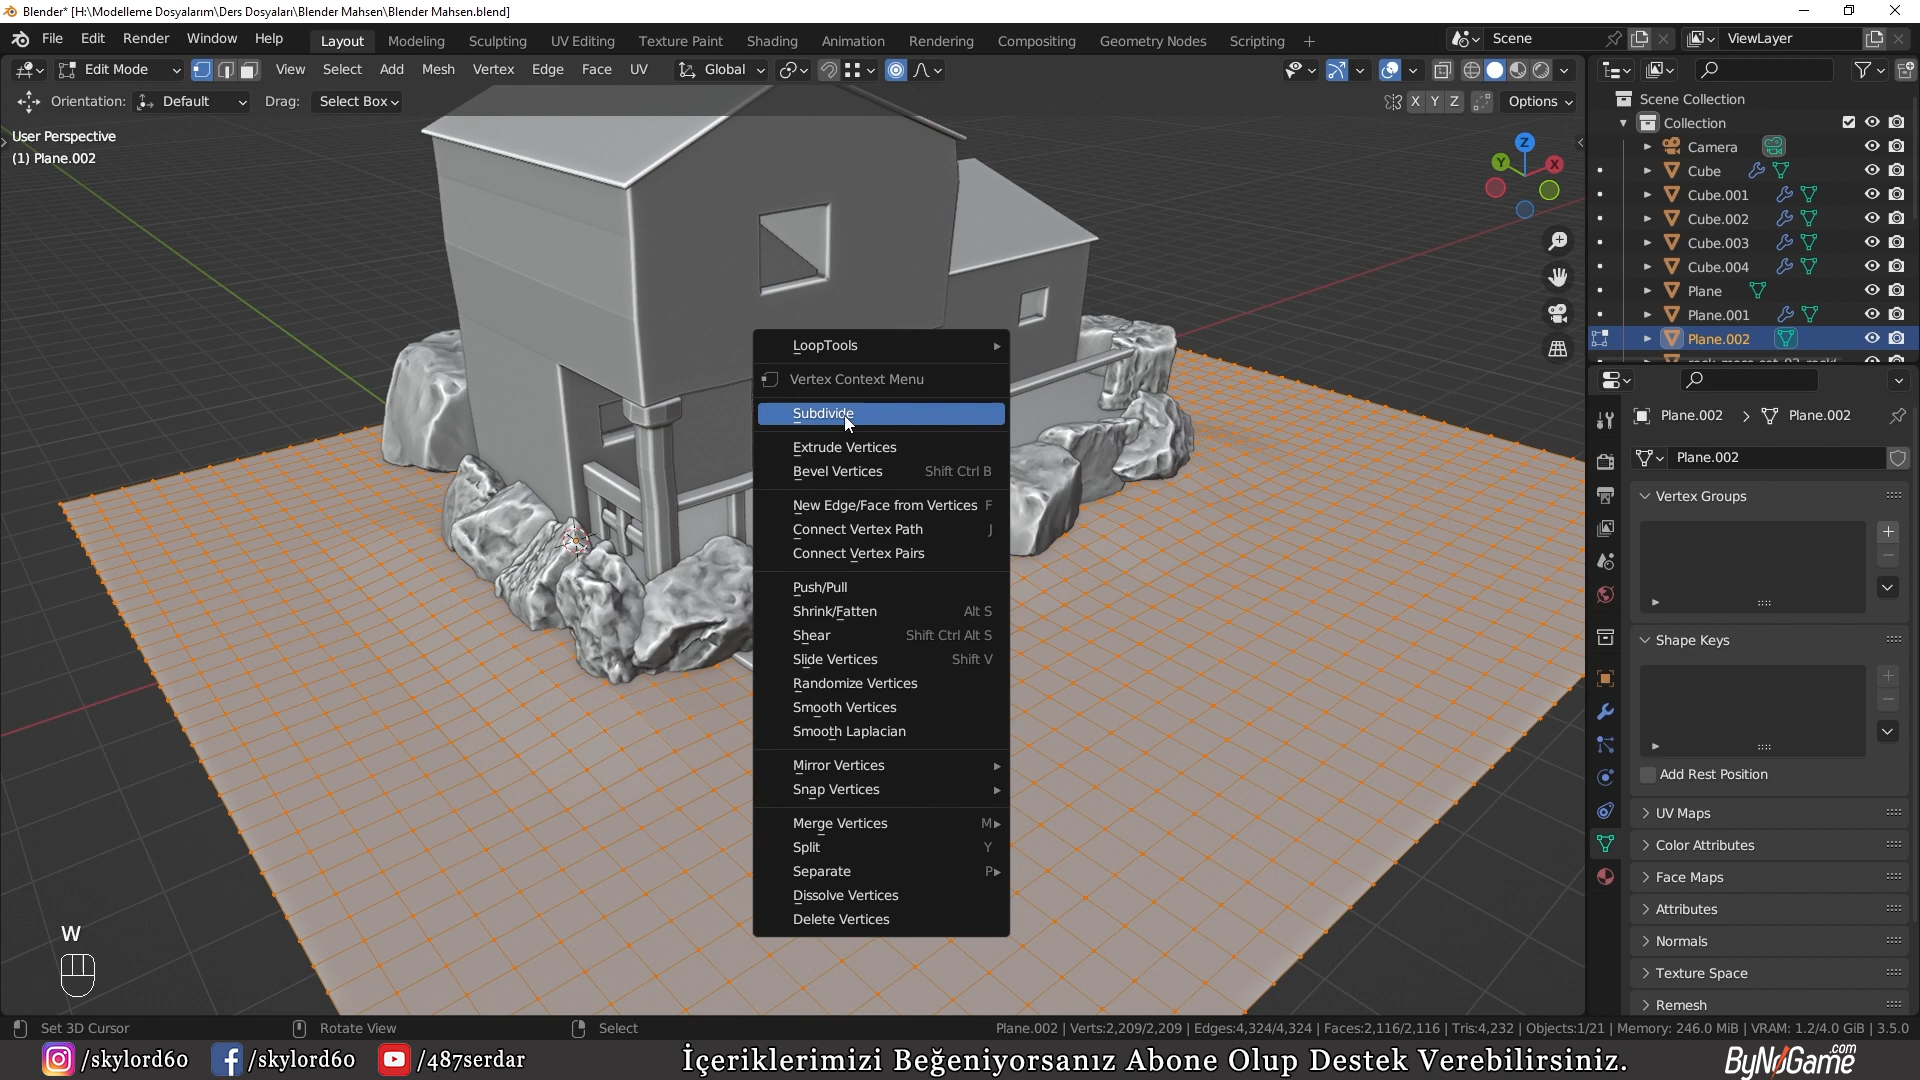 Blender* [H:\Modelleme Dosyalarım\Ders Dosyaları\Blender Mahsen\Blender Mahsen.blend]
File Edit Render Window Help Layout Modeling Sculpting UV Editing Texture Paint Shading Animation Rendering Compositing Geometry Nodes Scripting + Scene ViewLayer
Edit Mode View Select Add Mesh Vertex Edge Face UV Global
Orientation: Default Drag: Select Box X Y Z Options
User Perspective
(1) Plane.002
Z
Y
X
Scene Collection
Collection
Camera
Cube
Cube.001
Cube.002
Cube.003
Cube.004
Plane
Plane.001
Plane.002
LoopTools
Vertex Context Menu
Subdivide
Extrude Vertices
Bevel Vertices Shift Ctrl B
New Edge/Face from Vertices F
Connect Vertex Path J
Connect Vertex Pairs
Push/Pull
Shrink/Fatten Alt S
Shear Shift Ctrl Alt S
Slide Vertices Shift V
Randomize Vertices
Smooth Vertices
Smooth Laplacian
Mirror Vertices
Snap Vertices
Merge Vertices M
Split Y
Separate P
Dissolve Vertices
Delete Vertices
Plane.002 > Plane.002
Plane.002
Vertex Groups
Shape Keys
Add Rest Position
UV Maps
Color Attributes
Face Maps
Attributes
Normals
Texture Space
Remesh
W
Set 3D Cursor Rotate View Select Plane.002 | Verts:2,209/2,209 | Edges:4,324/4,324 | Faces:2,116/2,116 | Tris:4,232 | Objects:1/21 | Memory: 246.0 MiB | VRAM: 1.2/4.0 GiB | 3.5.0
/skylord60 /skylord60 /487serdar İçeriklerimizi Beğeniyorsanız Abone Olup Destek Verebilirsiniz. ByNoGame.com